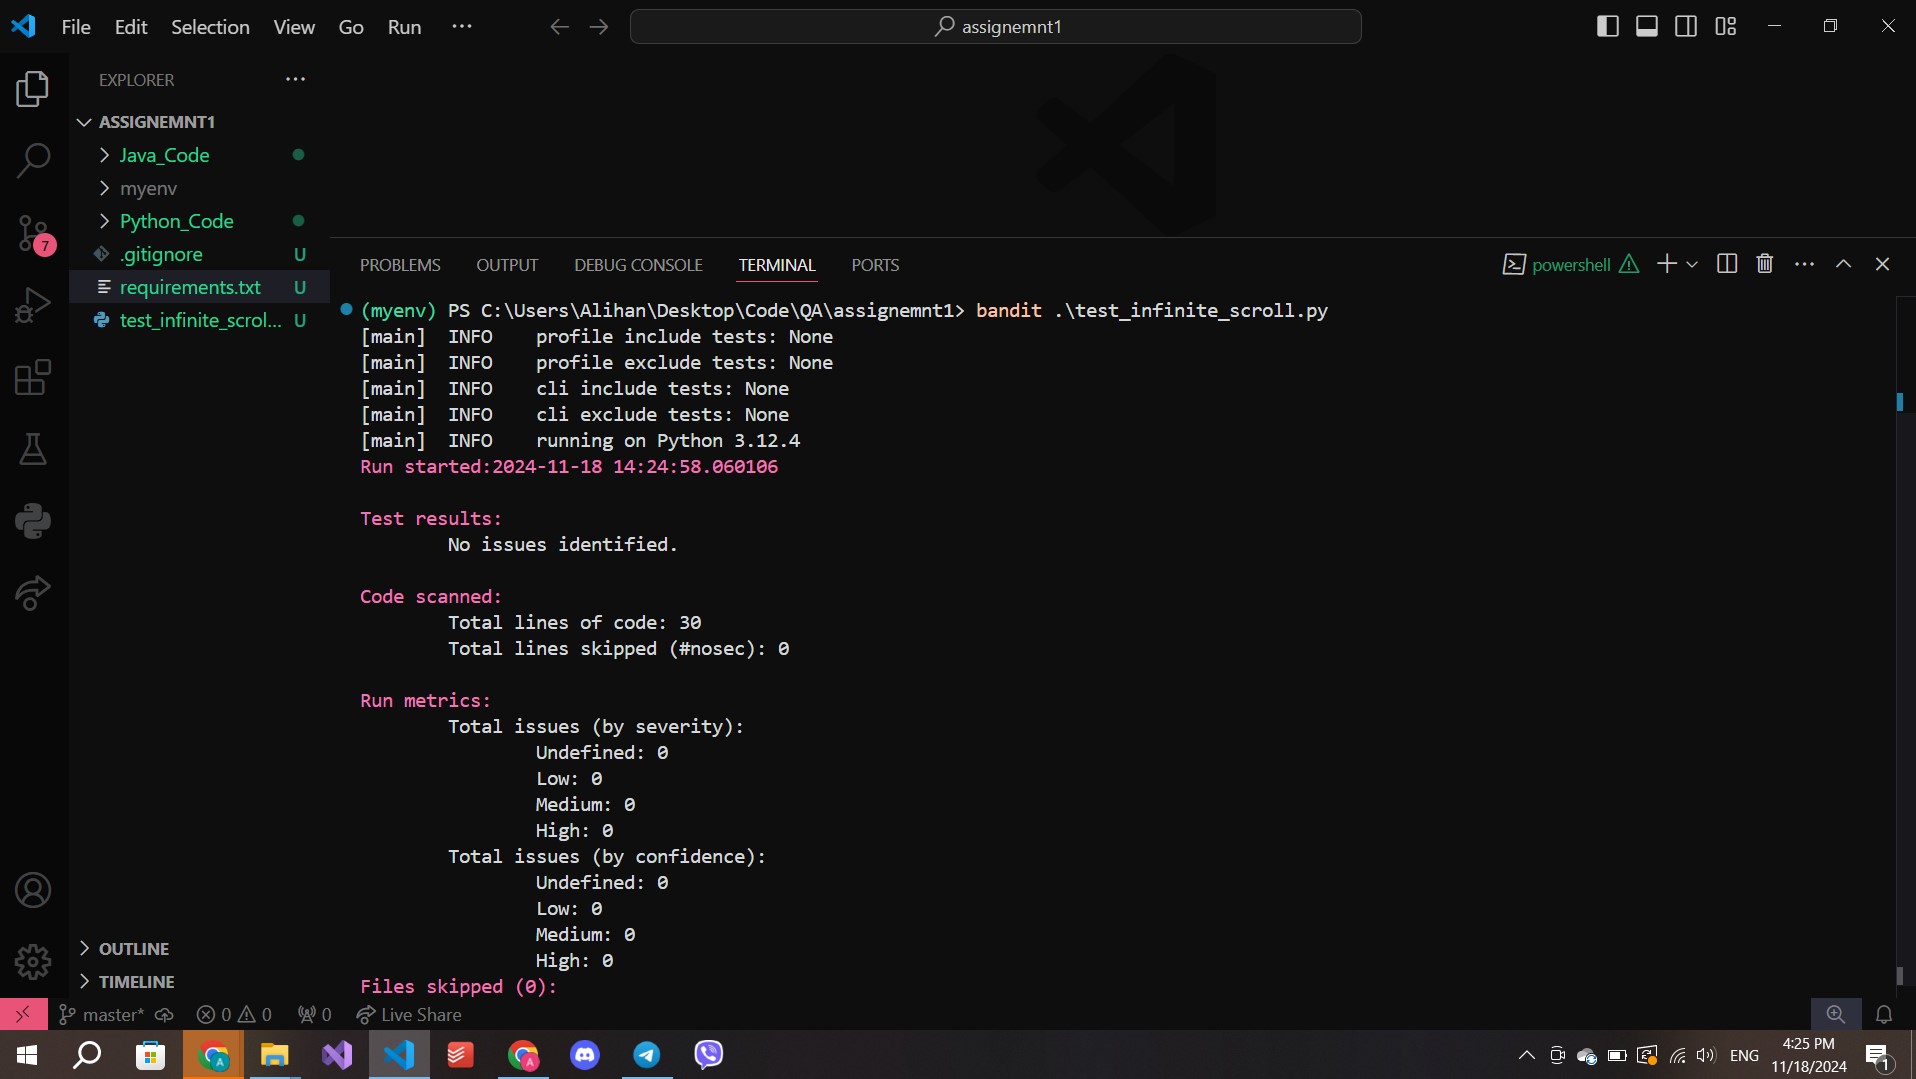 File Edit Selection View Go Run ...
assignemnt1
EXPLORER
ASSIGNEMNT1
Java_Code
myenv
Python_Code
.gitignore U
requirements.txt U
test_infinite_scrol... U
OUTLINE
TIMELINE
7
PROBLEMS OUTPUT DEBUG CONSOLE TERMINAL PORTS
powershell
(myenv) PS C:\Users\Alihan\Desktop\Code\QA\assignemnt1> bandit .\test_infinite_scroll.py
[main] INFO profile include tests: None
[main] INFO profile exclude tests: None
[main] INFO cli include tests: None
[main] INFO cli exclude tests: None
[main] INFO running on Python 3.12.4
Run started:2024-11-18 14:24:58.060106
Test results:
No issues identified.
Code scanned:
Total lines of code: 30
Total lines skipped (#nosec): 0
Run metrics:
Total issues (by severity):
Undefined: 0
Low: 0
Medium: 0
High: 0
Total issues (by confidence):
Undefined: 0
Low: 0
Medium: 0
High: 0
Files skipped (0):
master* 0 0 0 Live Share
A A ENG
4:25 PM
11/18/2024
1